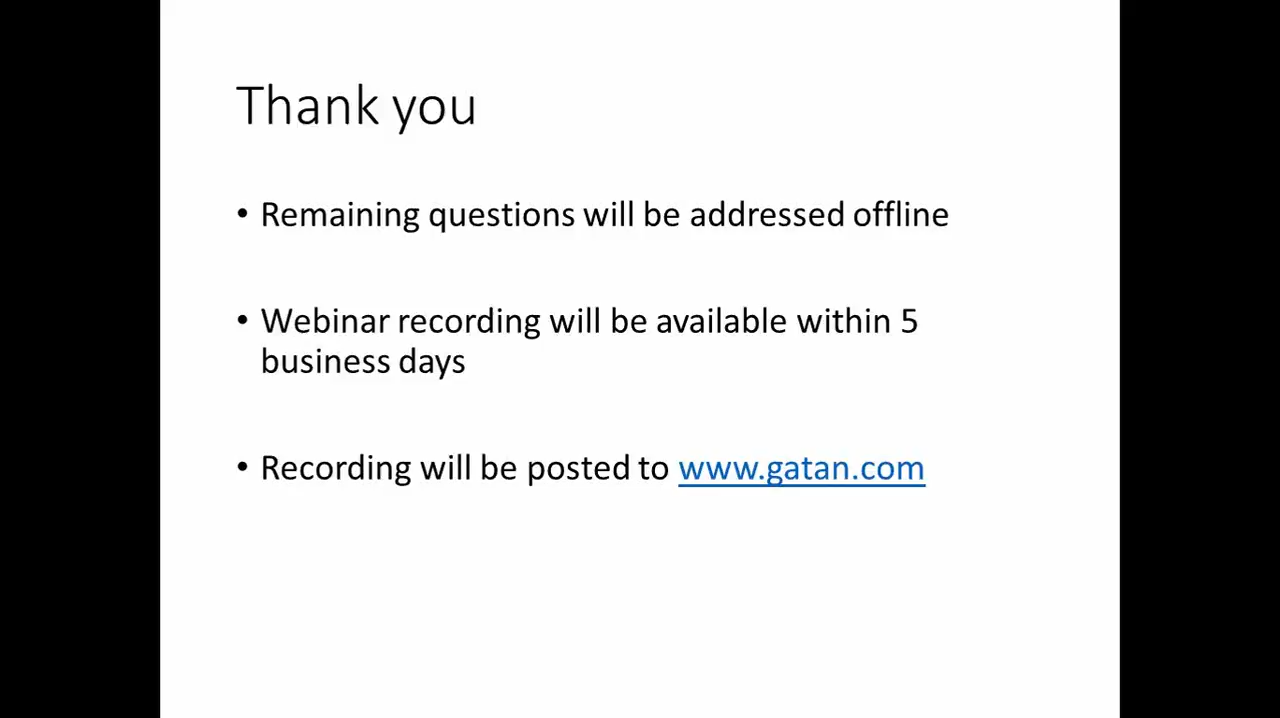 Thank you
• Remaining questions will be addressed offline
• Webinar recording will be available within 5
business days
• Recording will be posted to www.gatan.com